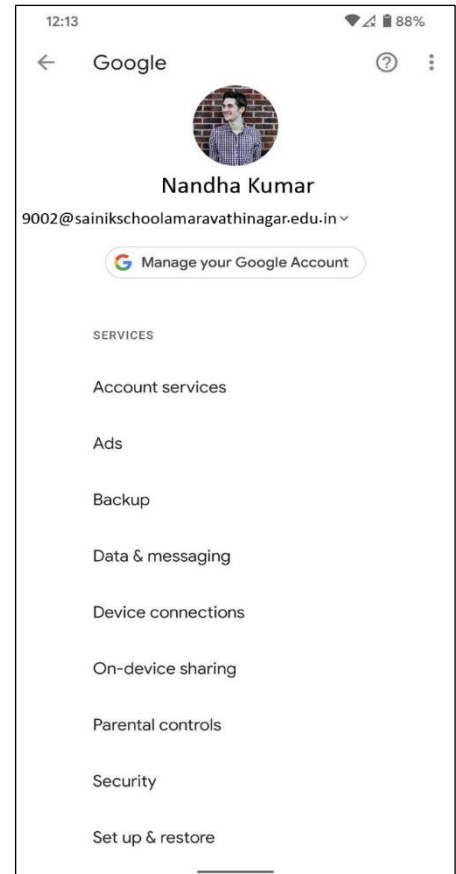 12:13 88%
Google
Nandha Kumar
9002@sainikschoolamaravathinagar.edu.in
Manage your Google Account
SERVICES
Account services
Ads
Backup
Data & messaging
Device connections
On-device sharing
Parental controls
Security
Set up & restore